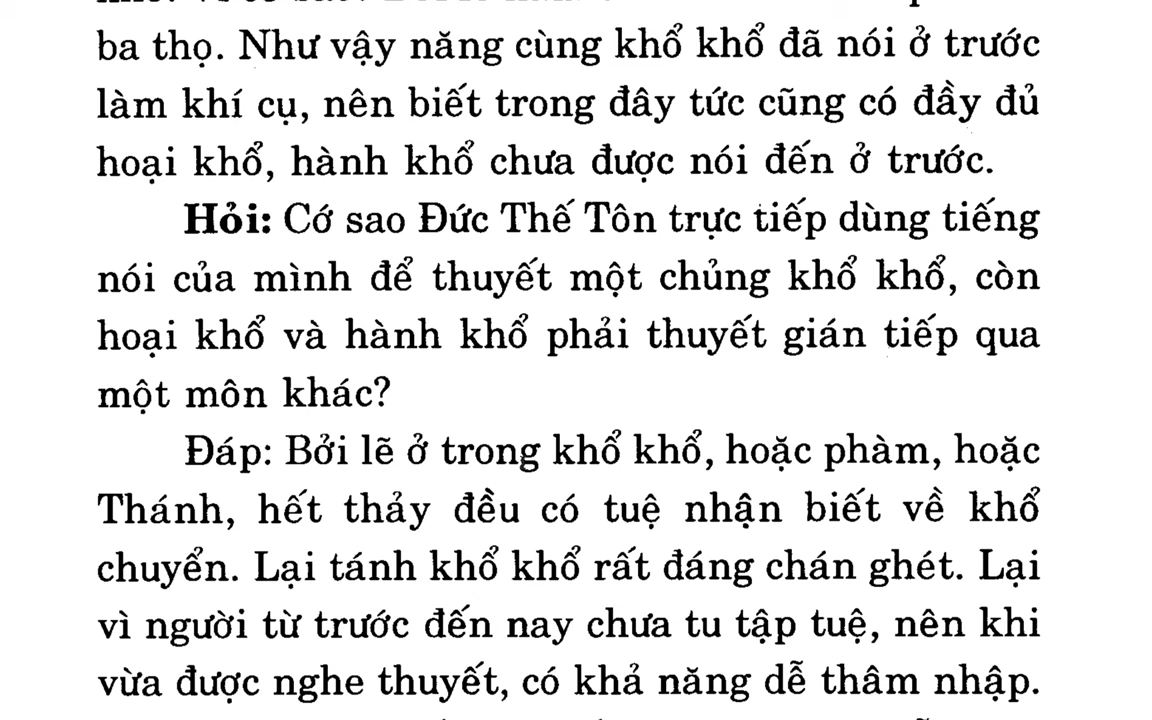 ba thọ. Như vậy năng cùng khổ khổ đã nói ở trước
làm khí cụ, nên biết trong đây tức cũng có đầy đủ
hoại khổ, hành khổ chưa được nói đến ở trước.
Hỏi: Cớ sao Đức Thế Tôn trực tiếp dùng tiếng
nói của mình để thuyết một chủng khổ khổ, còn
hoại khổ và hành khổ phải thuyết gián tiếp qua
một môn khác?
Đáp: Bởi lẽ ở trong khổ khổ, hoặc phàm, hoặc
Thánh, hết thảy đều có tuệ nhận biết về khổ
chuyển. Lại tánh khổ khổ rất đáng chán ghét. Lại
vì người từ trước đến nay chưa tu tập tuệ, nên khi
vừa được nghe thuyết, có khả năng dễ thâm nhập.